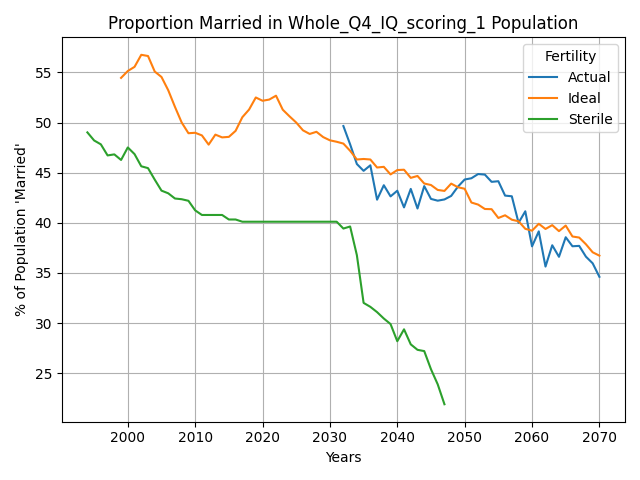 Proportion Married in Whole_Q4_IQ_scoring_1 Population
% of Population 'Married'
55
50
45
40
35
30
25
Fertility
Actual
Ideal
Sterile
2000 2010 2020 2030 2040 2050 2060 2070
Years